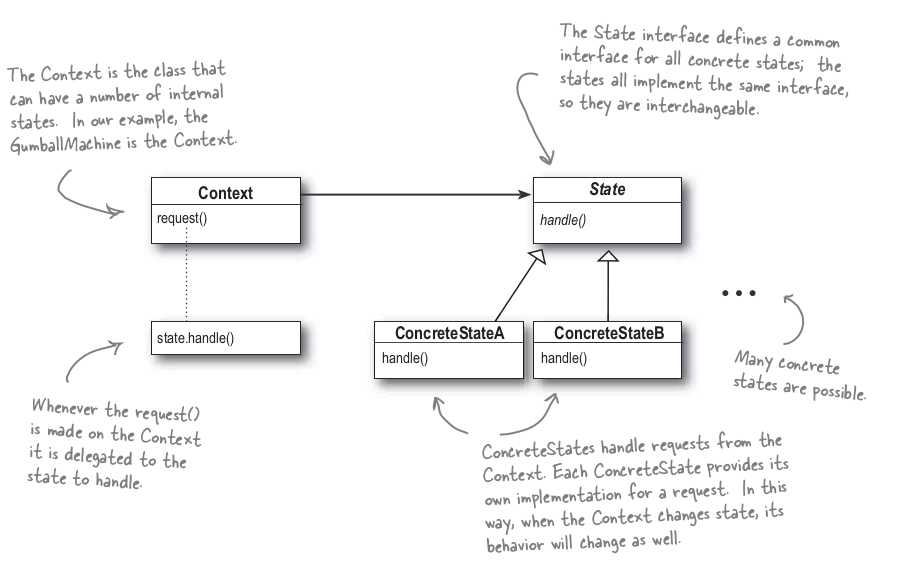 The State interface defines a common
interface for all concrete states; the
states all implement the same interface,
so they are interchangeable.
The Context is the class that
can have a number of internal
states. In our example, the
GumballMachine is the Context.
Context
request()
State
handle()
state.handle()
ConcreteStateA
handle()
ConcreteStateB
handle()
Many concrete
states are possible.
Whenever the request()
is made on the Context
it is delegated to the
state to handle.
ConcreteStates handle requests from the
Context. Each ConcreteState provides its
own implementation for a request. In this
way, when the Context changes state, its
behavior will change as well.